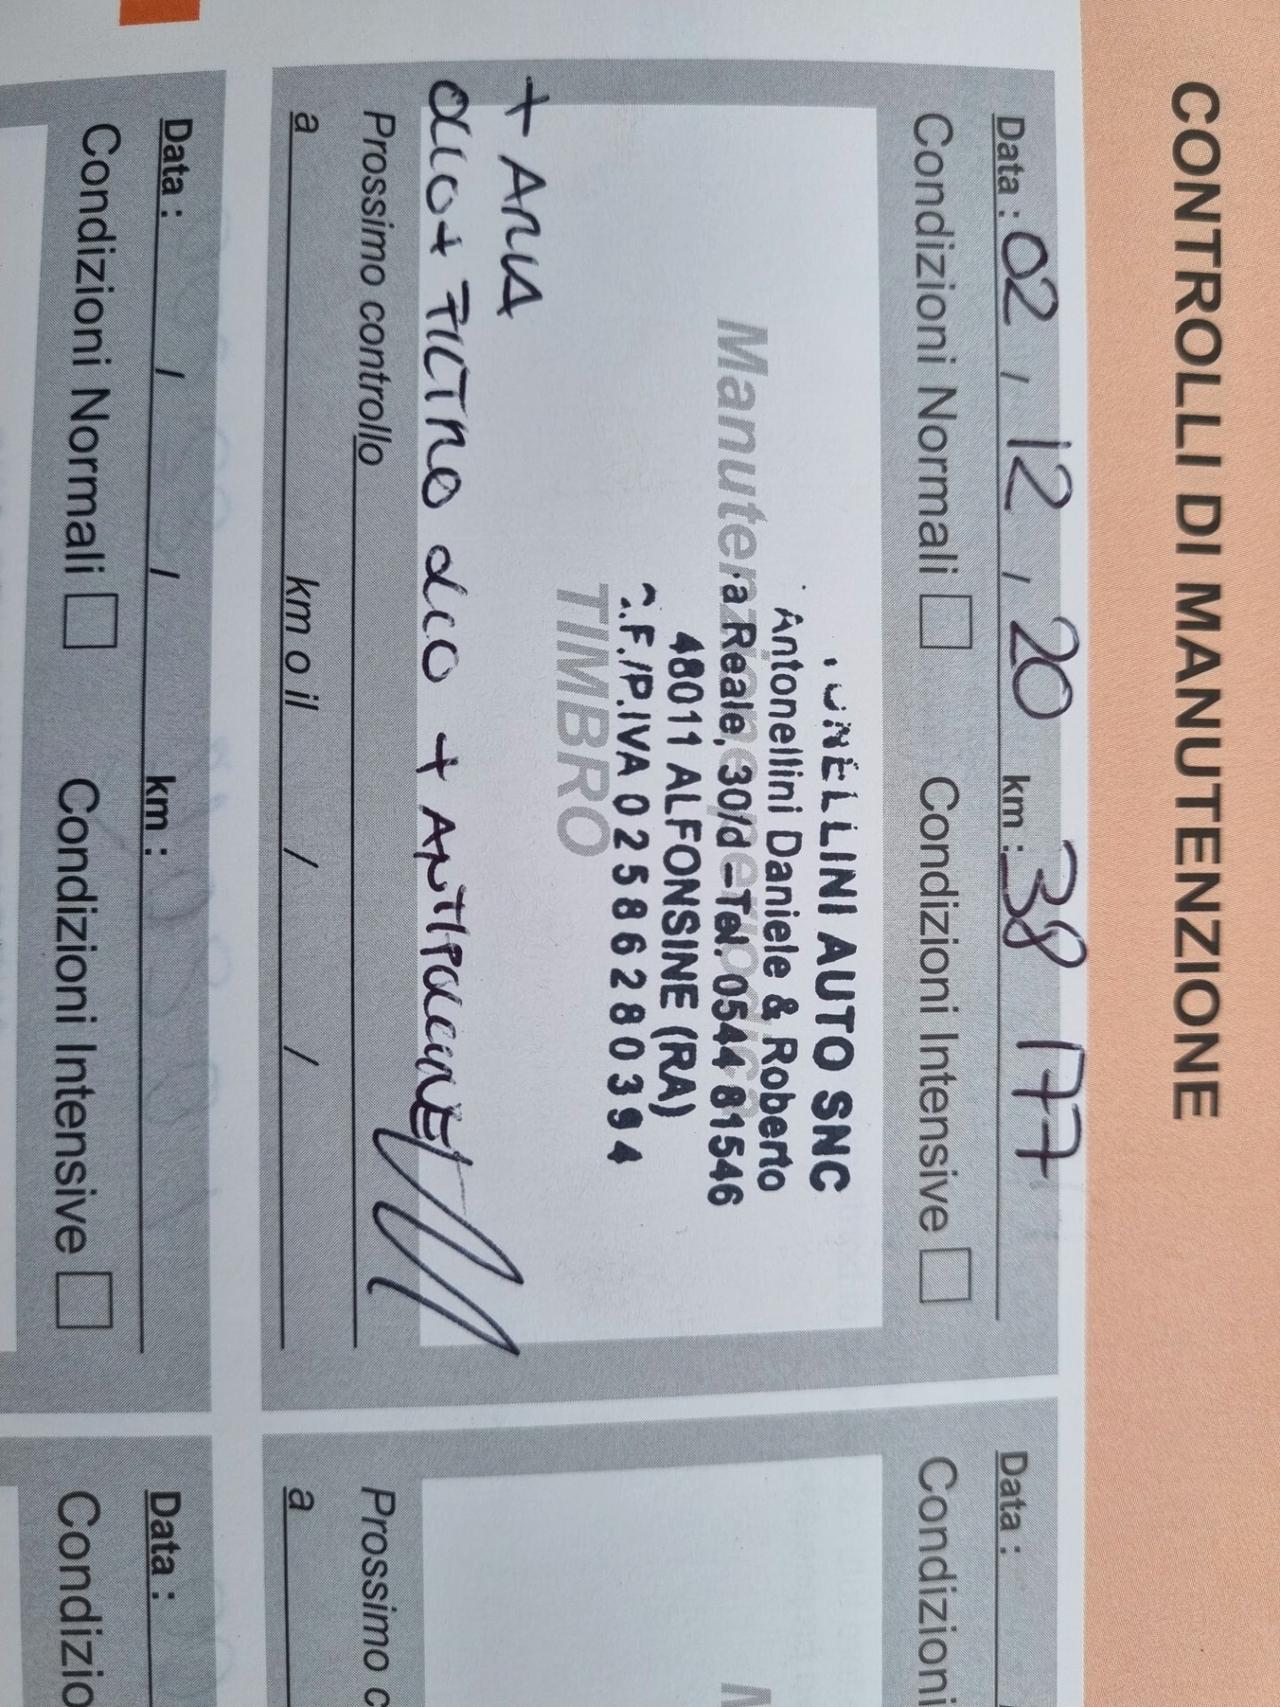 CONTROLLI DI MANUTENZIONE
Data : 02 / 12 / 20 km : 38 177
Condizioni Normali Condizioni Intensive
NELLINI AUTO SNC
Antonellini Daniele & Roberto
a Reale, 30/d - Tel. 0544 81546
48011 ALFONSINE (RA)
C.F./P.IVA 02586280394
TIMBRO
+ ARIA
OLIO + FILTRO OLIO + ANTIPOLLINE
Prossimo controllo
a km o il / /
Data : / / km :
Condizioni Normali Condizioni Intensive
Data :
Condizioni
Prossimo c
a
Data :
Condizio